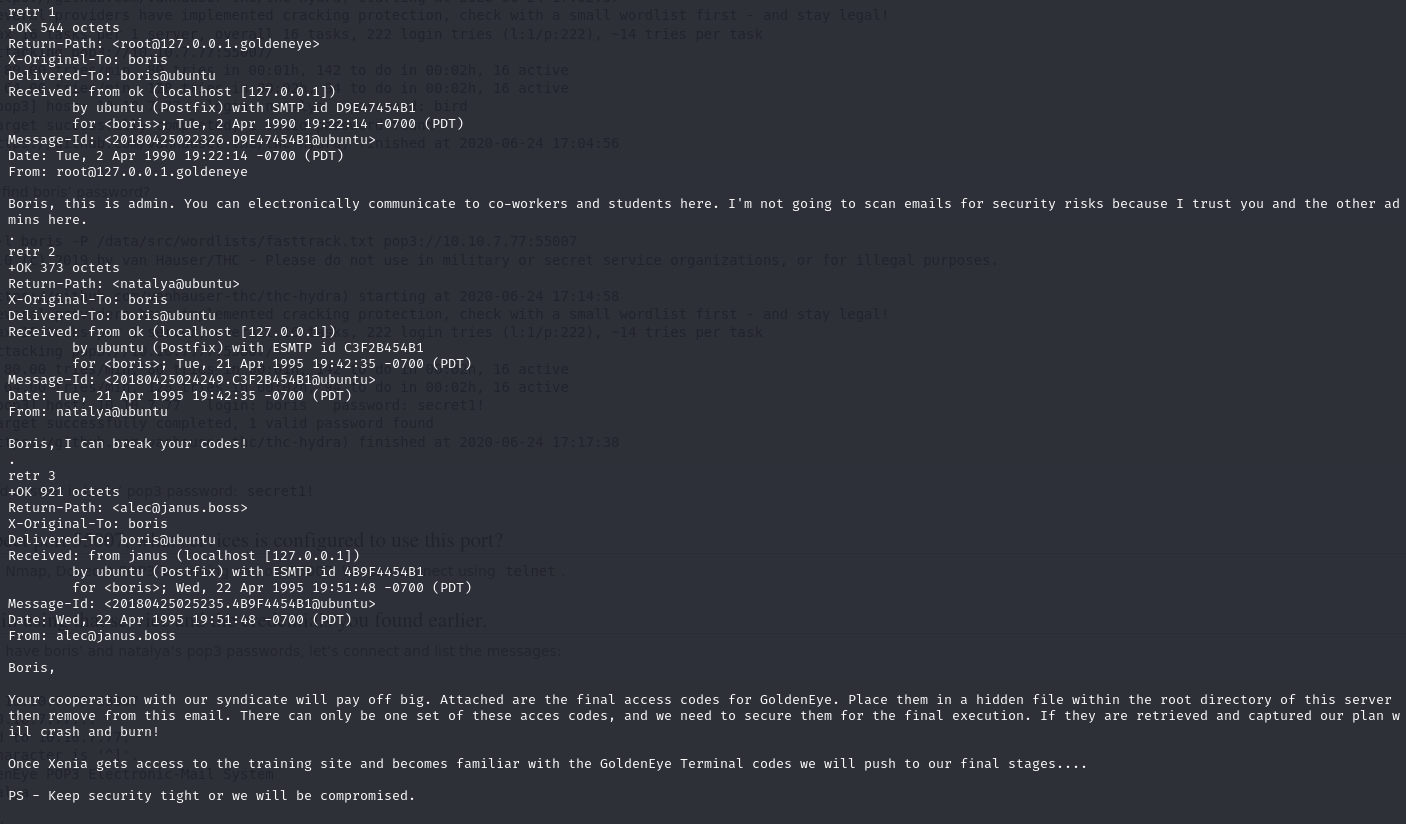 retr 1
+OK 544 octets
Return-Path: <root@127.0.0.1.goldeneye>
X-Original-To: boris
Delivered-To: boris@ubuntu
Received: from ok (localhost [127.0.0.1])
        by ubuntu (Postfix) with SMTP id D9E47454B1
        for <boris>; Tue, 2 Apr 1990 19:22:14 -0700 (PDT)
Message-Id: <20180425022326.D9E47454B1@ubuntu>
Date: Tue, 2 Apr 1990 19:22:14 -0700 (PDT)
From: root@127.0.0.1.goldeneye

Boris, this is admin. You can electronically communicate to co-workers and students here. I'm not going to scan emails for security risks because I trust you and the other ad
mins here.
.
retr 2
+OK 373 octets
Return-Path: <natalya@ubuntu>
X-Original-To: boris
Delivered-To: boris@ubuntu
Received: from ok (localhost [127.0.0.1])
        by ubuntu (Postfix) with ESMTP id C3F2B454B1
        for <boris>; Tue, 21 Apr 1995 19:42:35 -0700 (PDT)
Message-Id: <20180425024249.C3F2B454B1@ubuntu>
Date: Tue, 21 Apr 1995 19:42:35 -0700 (PDT)
From: natalya@ubuntu

Boris, I can break your codes!
.
retr 3
+OK 921 octets
Return-Path: <alec@janus.boss>
X-Original-To: boris
Delivered-To: boris@ubuntu
Received: from janus (localhost [127.0.0.1])
        by ubuntu (Postfix) with ESMTP id 4B9F4454B1
        for <boris>; Wed, 22 Apr 1995 19:51:48 -0700 (PDT)
Message-Id: <20180425025235.4B9F4454B1@ubuntu>
Date: Wed, 22 Apr 1995 19:51:48 -0700 (PDT)
From: alec@janus.boss

Boris,

Your cooperation with our syndicate will pay off big. Attached are the final access codes for GoldenEye. Place them in a hidden file within the root directory of this server
then remove from this email. There can only be one set of these acces codes, and we need to secure them for the final execution. If they are retrieved and captured our plan w
ill crash and burn!

Once Xenia gets access to the training site and becomes familiar with the GoldenEye Terminal codes we will push to our final stages....

PS - Keep security tight or we will be compromised.